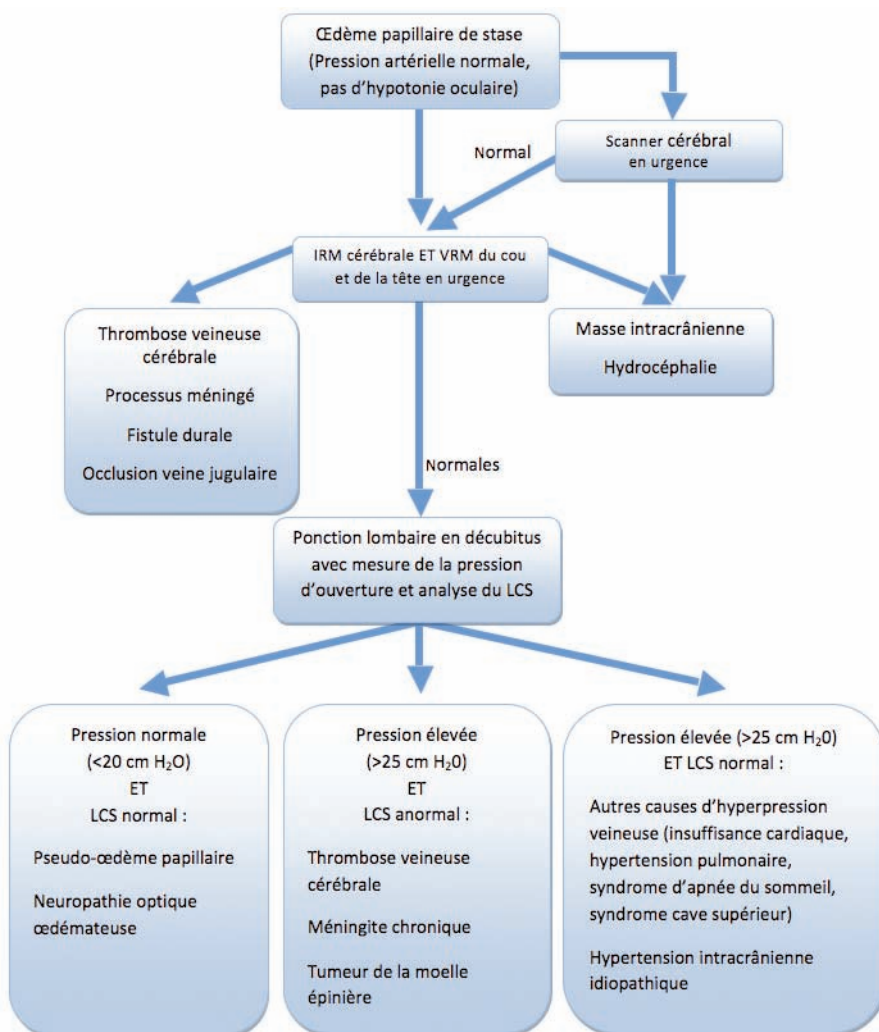 Œdème papillaire de stase
(Pression artérielle normale,
pas d'hypotonie oculaire)
Normal
Scanner cérébral
en urgence
IRM cérébrale ET VRM du cou
et de la tête en urgence
Thrombose veineuse
cérébrale
Processus méningé
Fistule durale
Occlusion veine jugulaire
Masse intracrânienne
Hydrocéphalie
Normales
Ponction lombaire en décubitus
avec mesure de la pression
d'ouverture et analyse du LCS
Pression normale
(<20 cm H₂O)
ET
LCS normal :
Pseudo-œdème papillaire
Neuropathie optique
œdémateuse
Pression élevée
(>25 cm H₂0)
ET
LCS anormal :
Thrombose veineuse
cérébrale
Méningite chronique
Tumeur de la moelle
épinière
Pression élevée (>25 cm H₂0)
ET LCS normal :
Autres causes d'hyperpression
veineuse (insuffisance cardiaque,
hypertension pulmonaire,
syndrome d'apnée du sommeil,
syndrome cave supérieur)
Hypertension intracrânienne
idiopathique